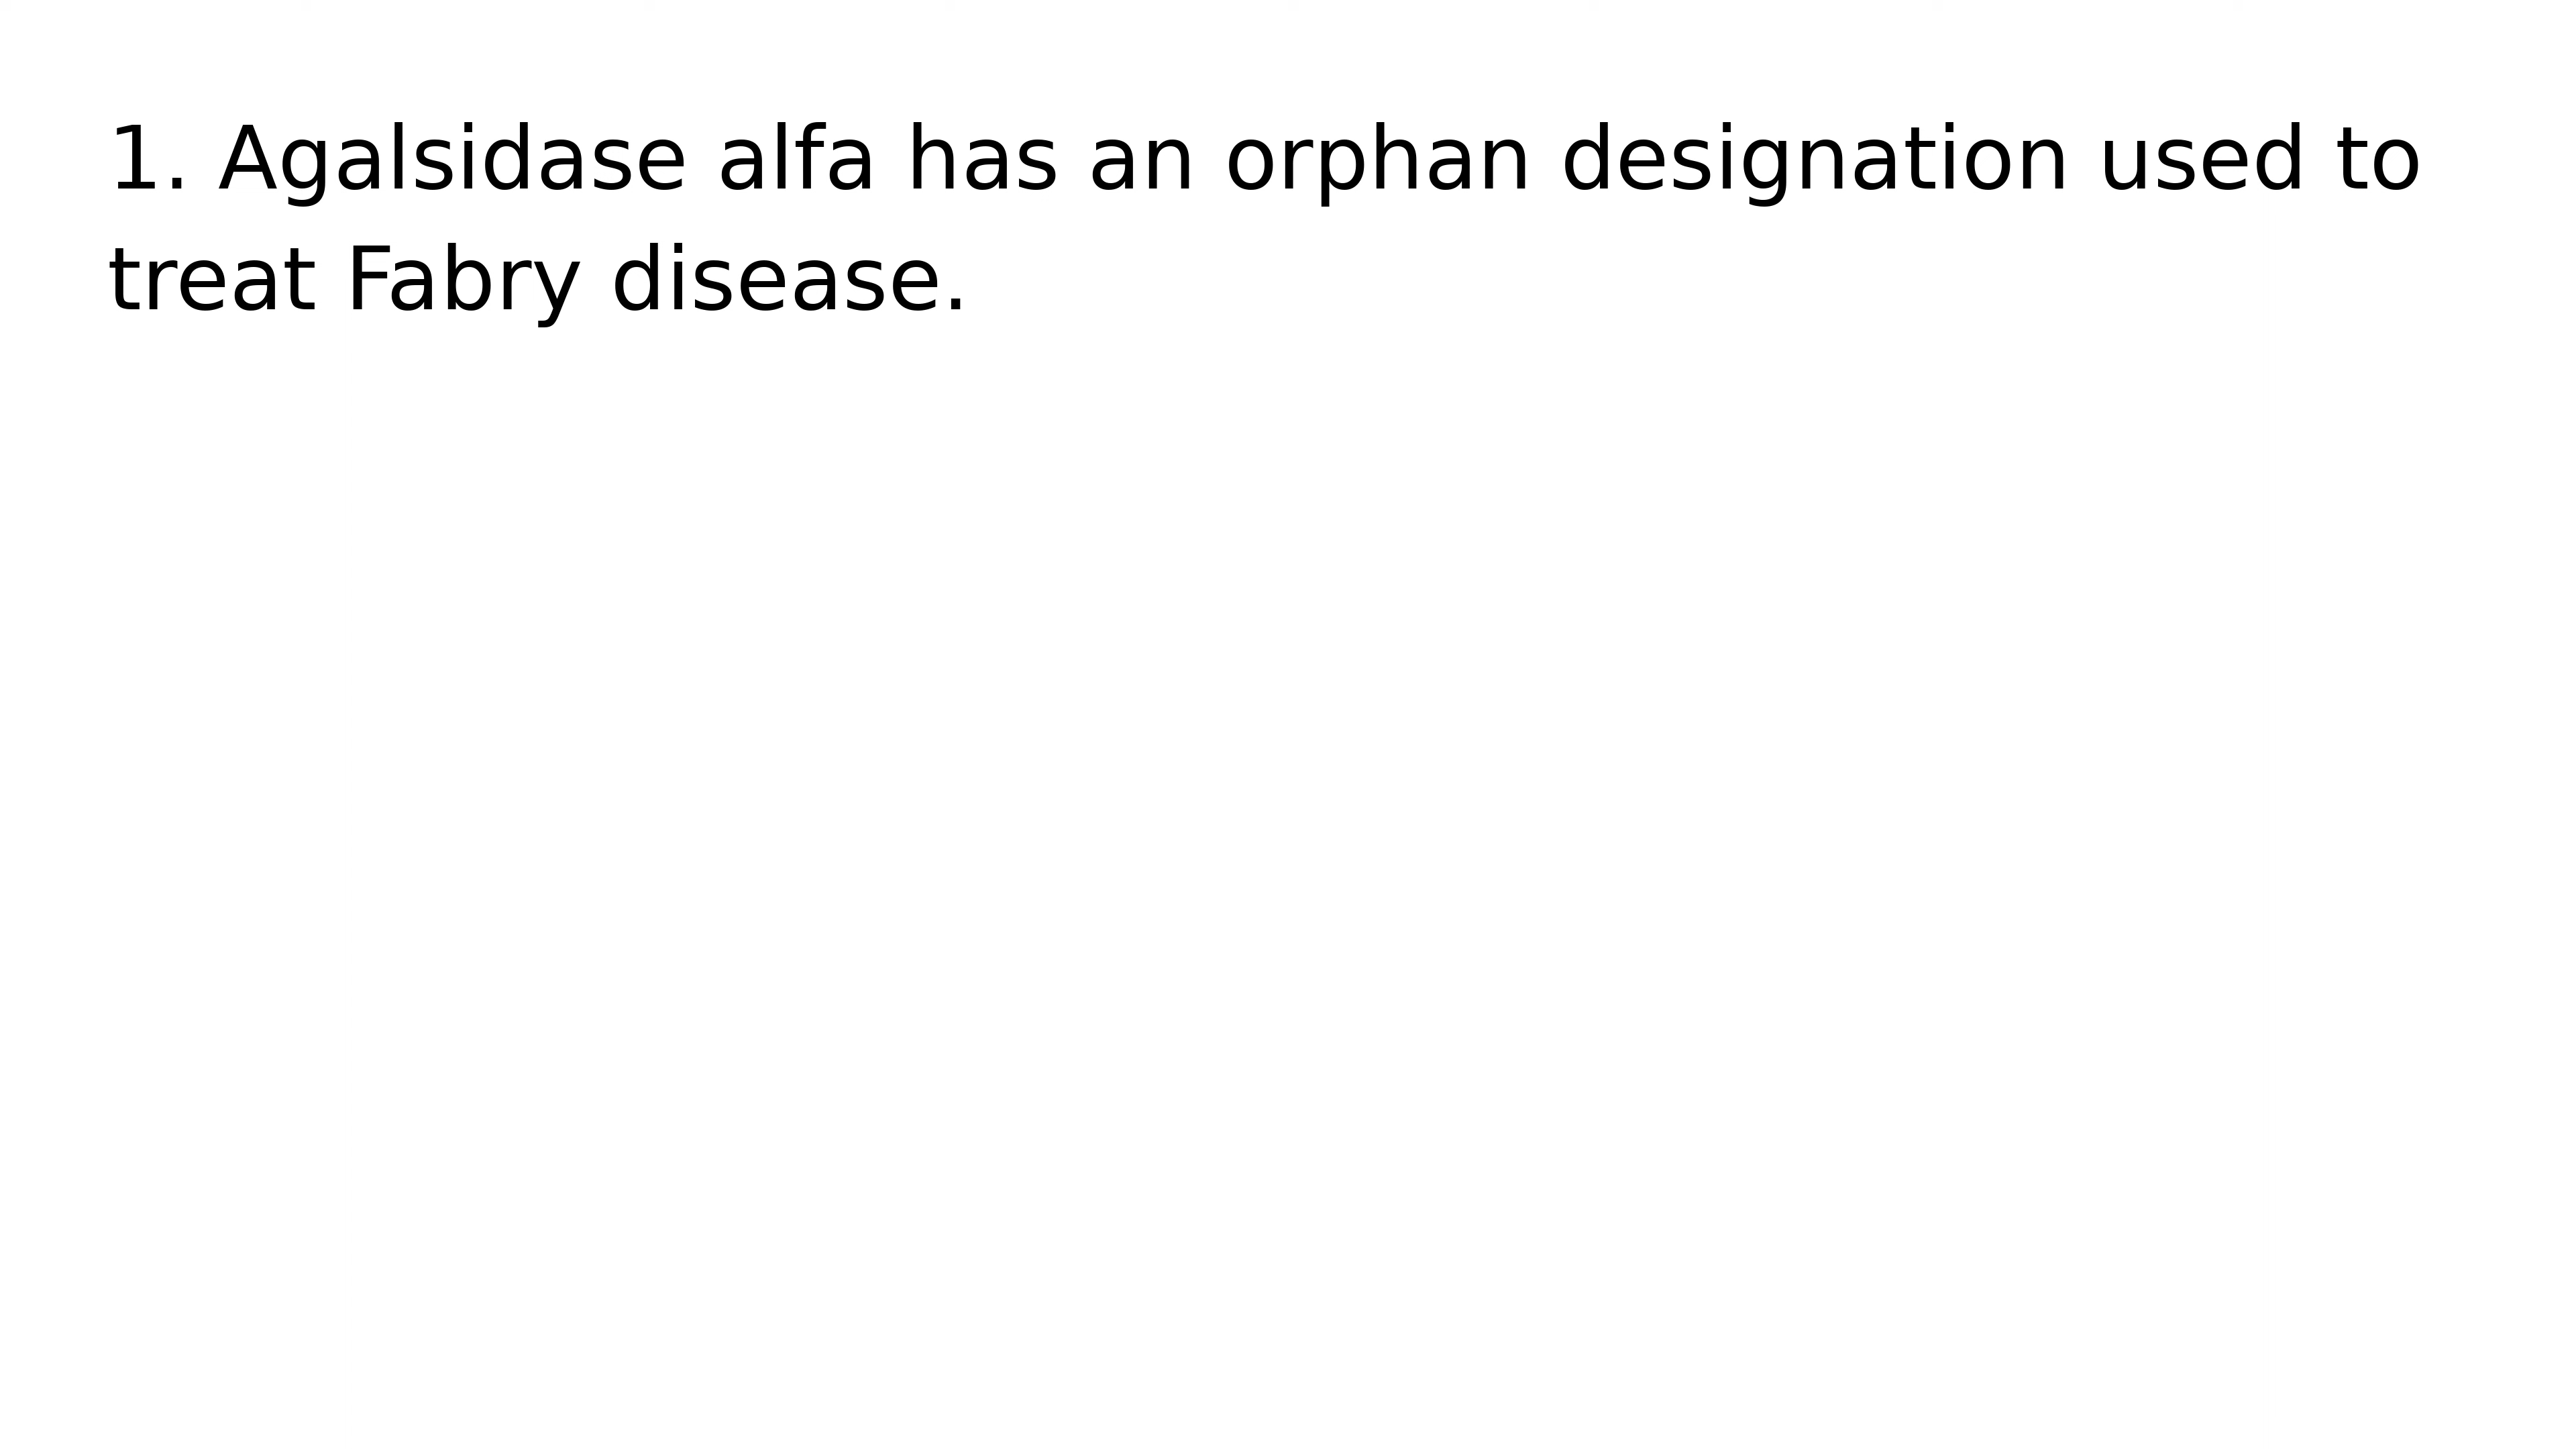 1. Agalsidase alfa has an orphan designation used to
treat Fabry disease.